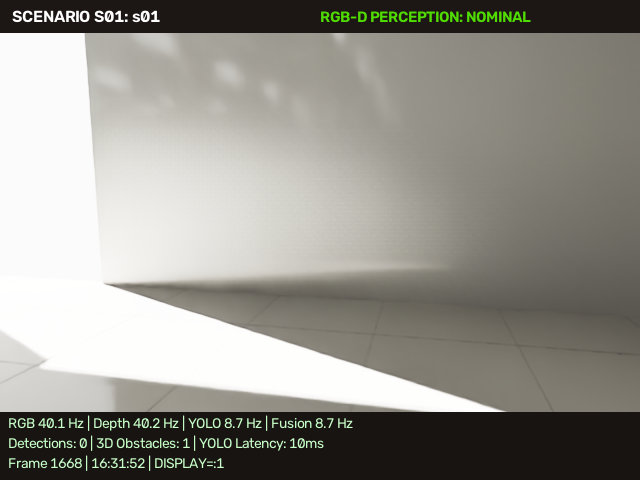 SCENARIO S01: s01
RGB-D PERCEPTION: NOMINAL
RGB 40.1 Hz | Depth 40.2 Hz | YOLO 8.7 Hz | Fusion 8.7 Hz
Detections: 0 | 3D Obstacles: 1 | YOLO Latency: 10ms
Frame 1668 | 16:31:52 | DISPLAY=:1